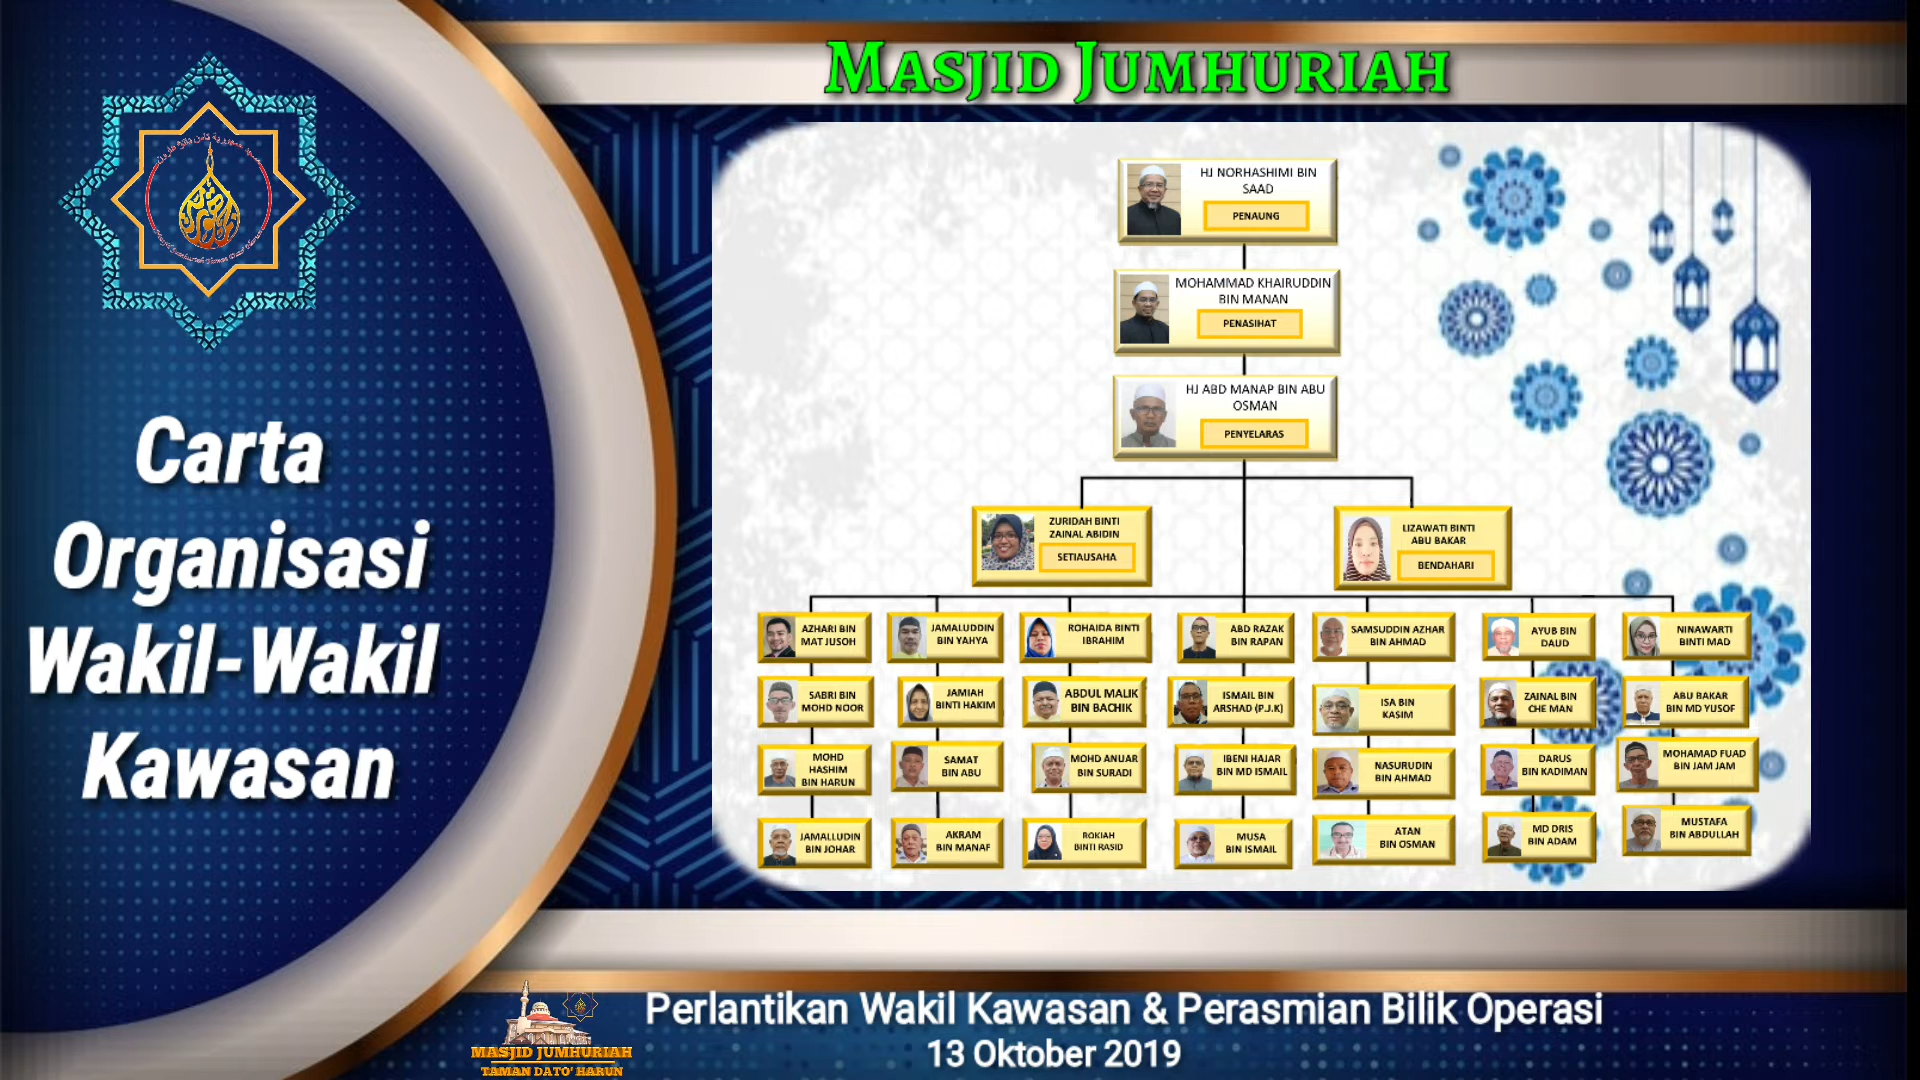 MASJID JUMHURIAH
Carta
Organisasi
Wakil-Wakil
Kawasan
HJ NORHASHIMI BIN
SAAD
PENAUNG
MOHAMMAD KHAIRUDDIN
BIN MANAN
PENASIHAT
HJ ABD MANAP BIN ABU
OSMAN
PENYELARAS
ZURIDAH BINTI
ZAINAL ABIDIN
SETIAUSAHA
LIZAWATI BINTI
ABU BAKAR
BENDAHARI
AZHARI BIN
MAT JUSOH
JAMALUDDIN
BIN YAHYA
ROHAIDA BINTI
IBRAHIM
ABD RAZAK
BIN RAPAN
SAMSUDDIN AZHAR
BIN AHMAD
AYUB BIN
DAUD
NINAWARTI
BINTI MAD
SABRI BIN
MOHD NOOR
JAMIAH
BINTI HAKIM
ABDUL MALIK
BIN BACHIK
ISMAIL BIN
ARSHAD (P.J.K)
ISA BIN
KASIM
ZAINAL BIN
CHE MAN
ABU BAKAR
BIN MD YUSOF
MOHD
HASHIM
BIN HARUN
SAMAT
BIN ABU
MOHD ANUAR
BIN SURADI
IBENI HAJAR
BIN MD ISMAIL
NASURUDIN
BIN AHMAD
DARUS
BIN KADIMAN
MOHAMAD FUAD
BIN JAM JAM
JAMALLUDIN
BIN JOHAR
AKRAM
BIN MANAF
ROKIAH
BINTI RASID
MUSA
BIN ISMAIL
ATAN
BIN OSMAN
MD DRIS
BIN ADAM
MUSTAFA
BIN ABDULLAH
MASJID JUMHURIAH
TAMAN DATO' HARUN
Perlantikan Wakil Kawasan & Perasmian Bilik Operasi
13 Oktober 2019